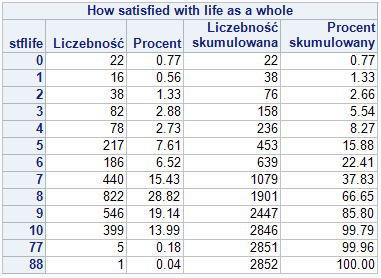 How satisfied with life as a whole
stflife Liczebność Procent Liczebność skumulowana Procent skumulowany
0 22 0.77 22 0.77
1 16 0.56 38 1.33
2 38 1.33 76 2.66
3 82 2.88 158 5.54
4 78 2.73 236 8.27
5 217 7.61 453 15.88
6 186 6.52 639 22.41
7 440 15.43 1079 37.83
8 822 28.82 1901 66.65
9 546 19.14 2447 85.80
10 399 13.99 2846 99.79
77 5 0.18 2851 99.96
88 1 0.04 2852 100.00